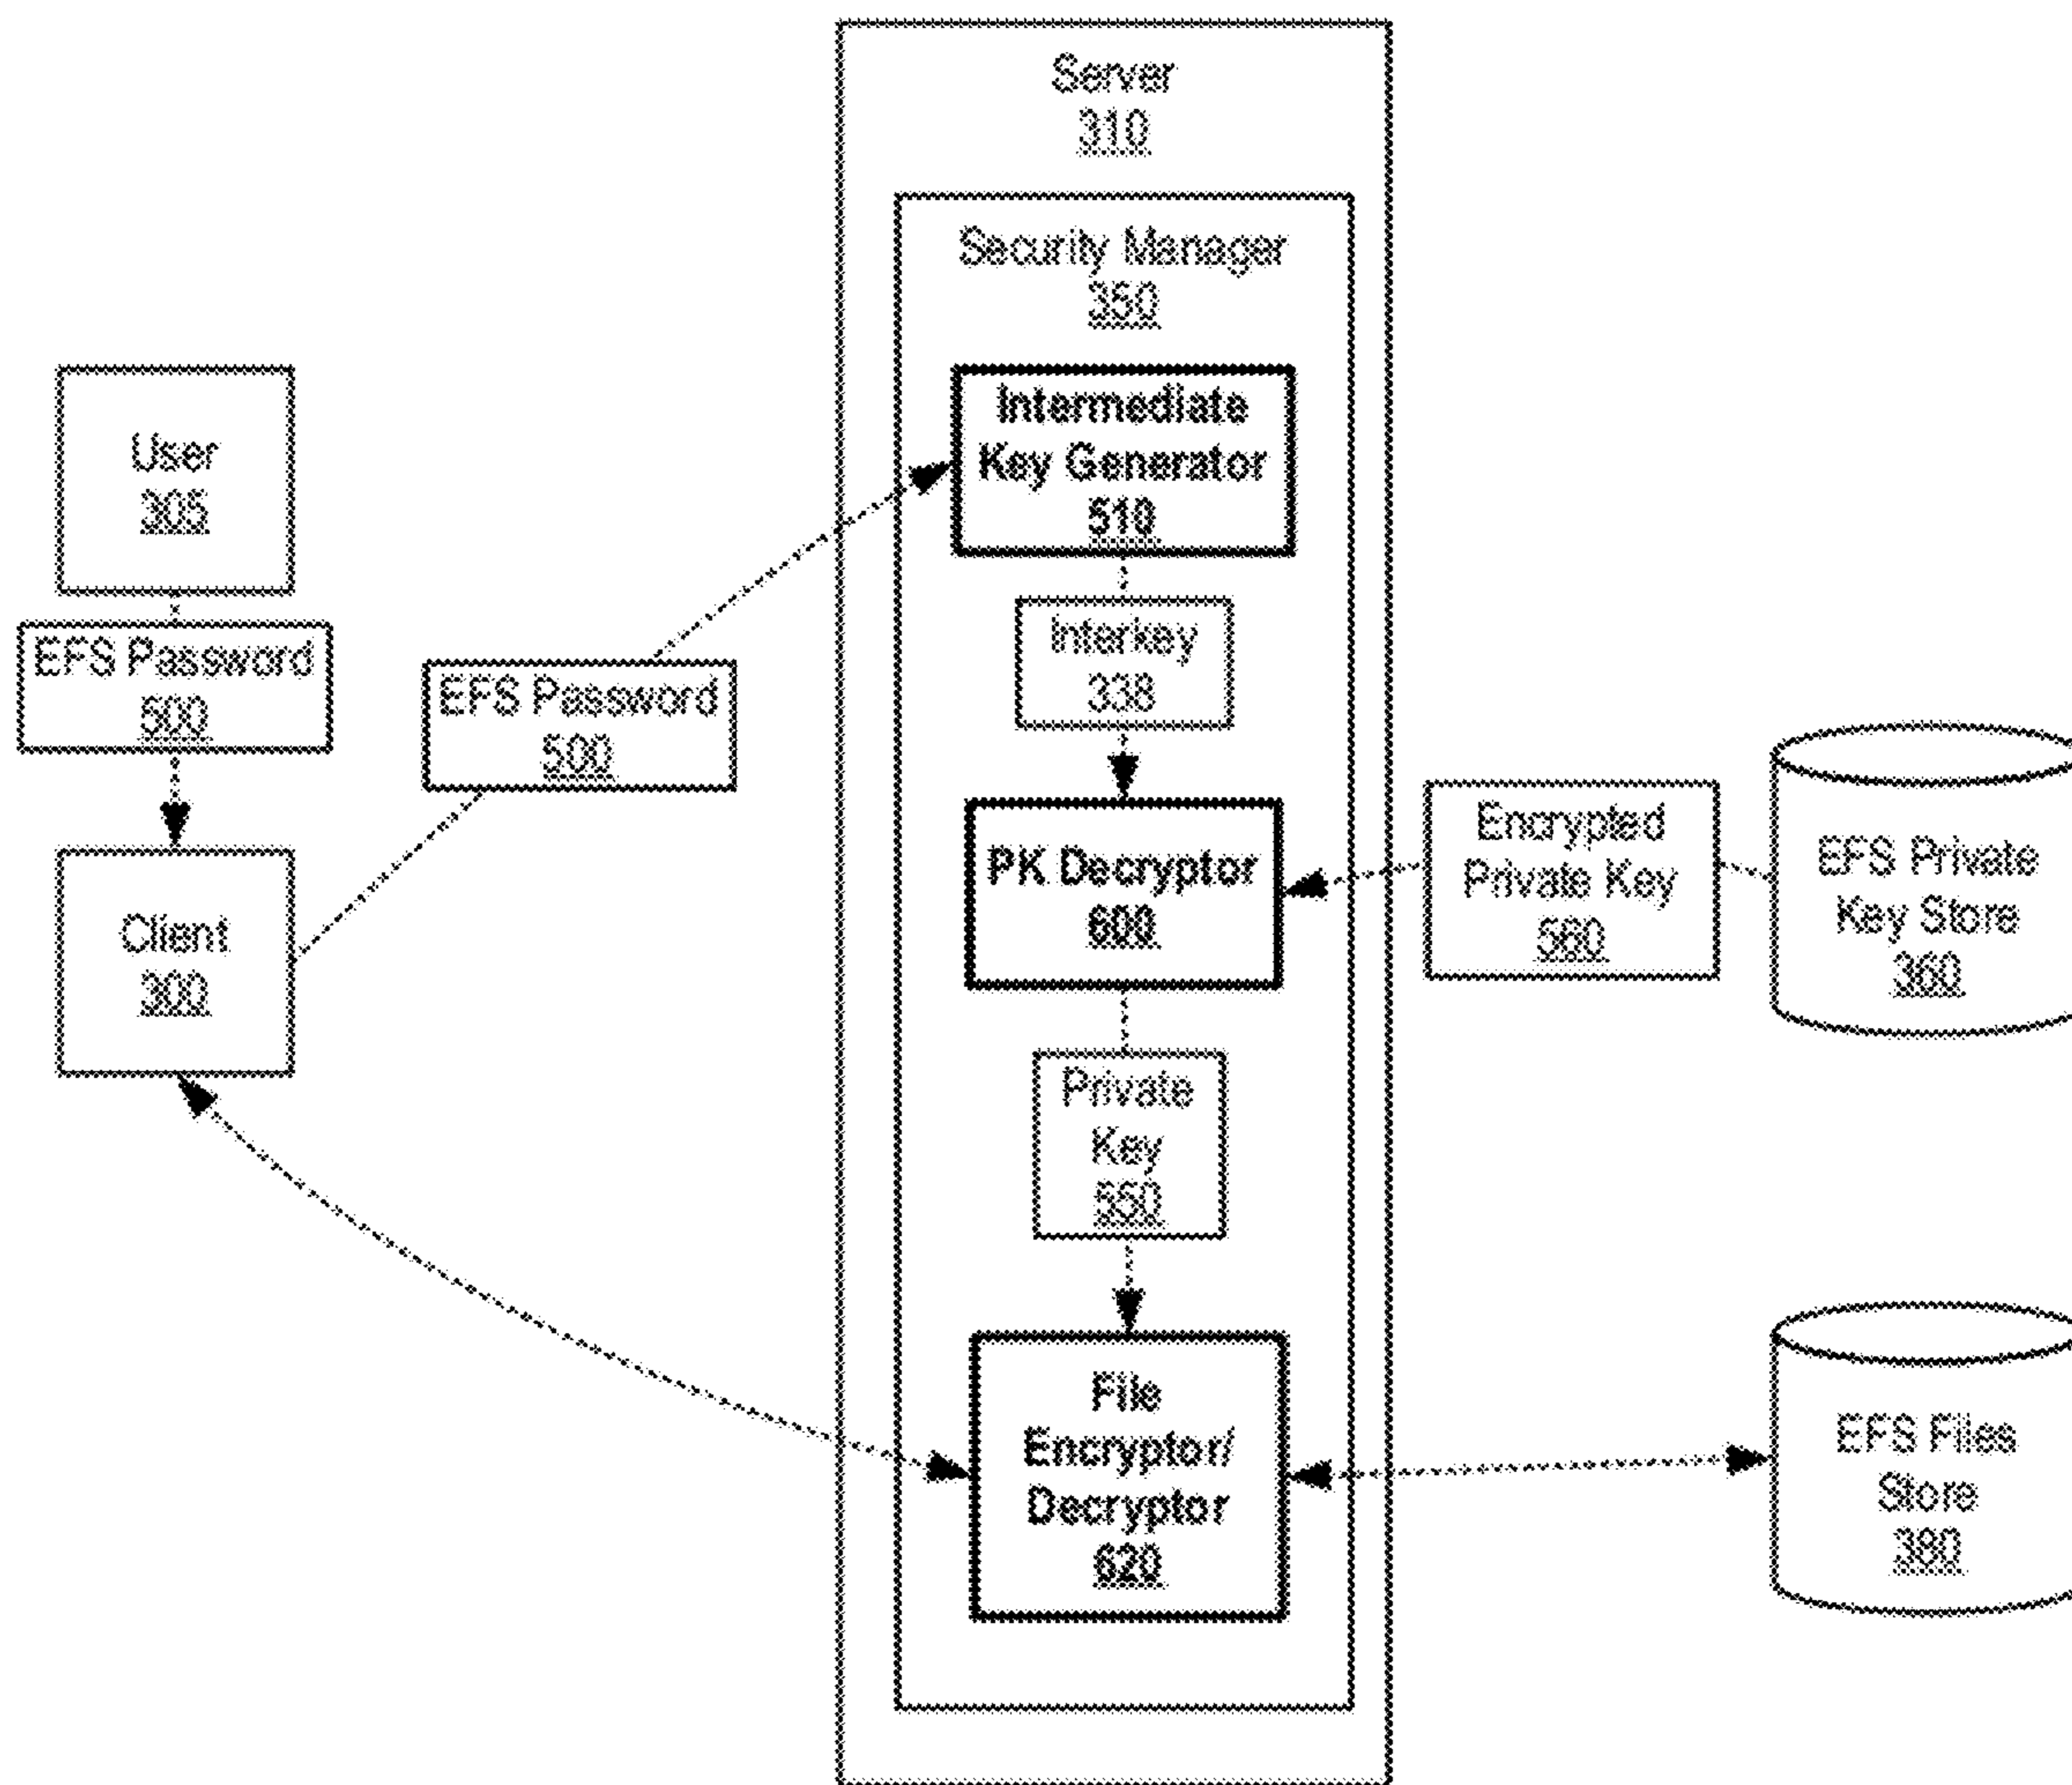 Server
310
Security Manager
350
Intermediate
Key Generator
510
User
305
EFS Password
500
EFS Password
500
Interkey
338
Client
300
PK Decryptor
600
Encrypted
Private Key
560
EFS Private
Key Store
360
Private
Key
550
File
Encryptor/
Decryptor
620
EFS Files
Store
380